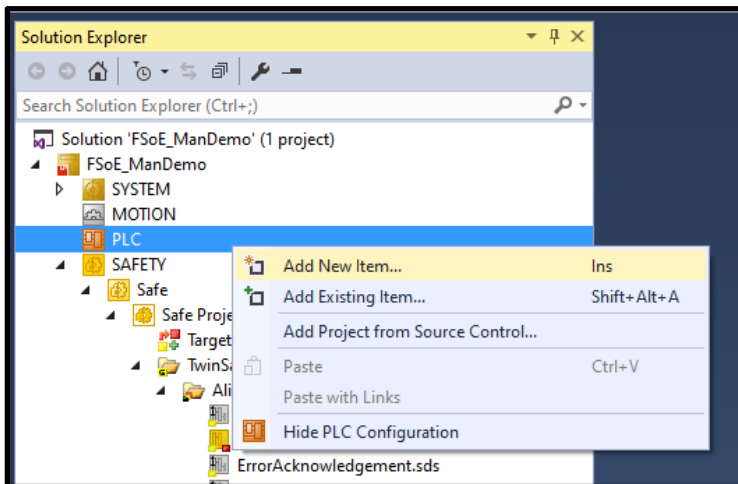 Solution Explorer
Search Solution Explorer (Ctrl+;)
Solution 'FSoE_ManDemo' (1 project)
FSoE_ManDemo
SYSTEM
MOTION
PLC
SAFETY
Add New Item... Ins
Safe
Add Existing Item... Shift+Alt+A
Safe Proje
Add Project from Source Control...
Target
TwinSa
Paste Ctrl+V
Ali
Paste with Links
Hide PLC Configuration
ErrorAcknowledgement.sds